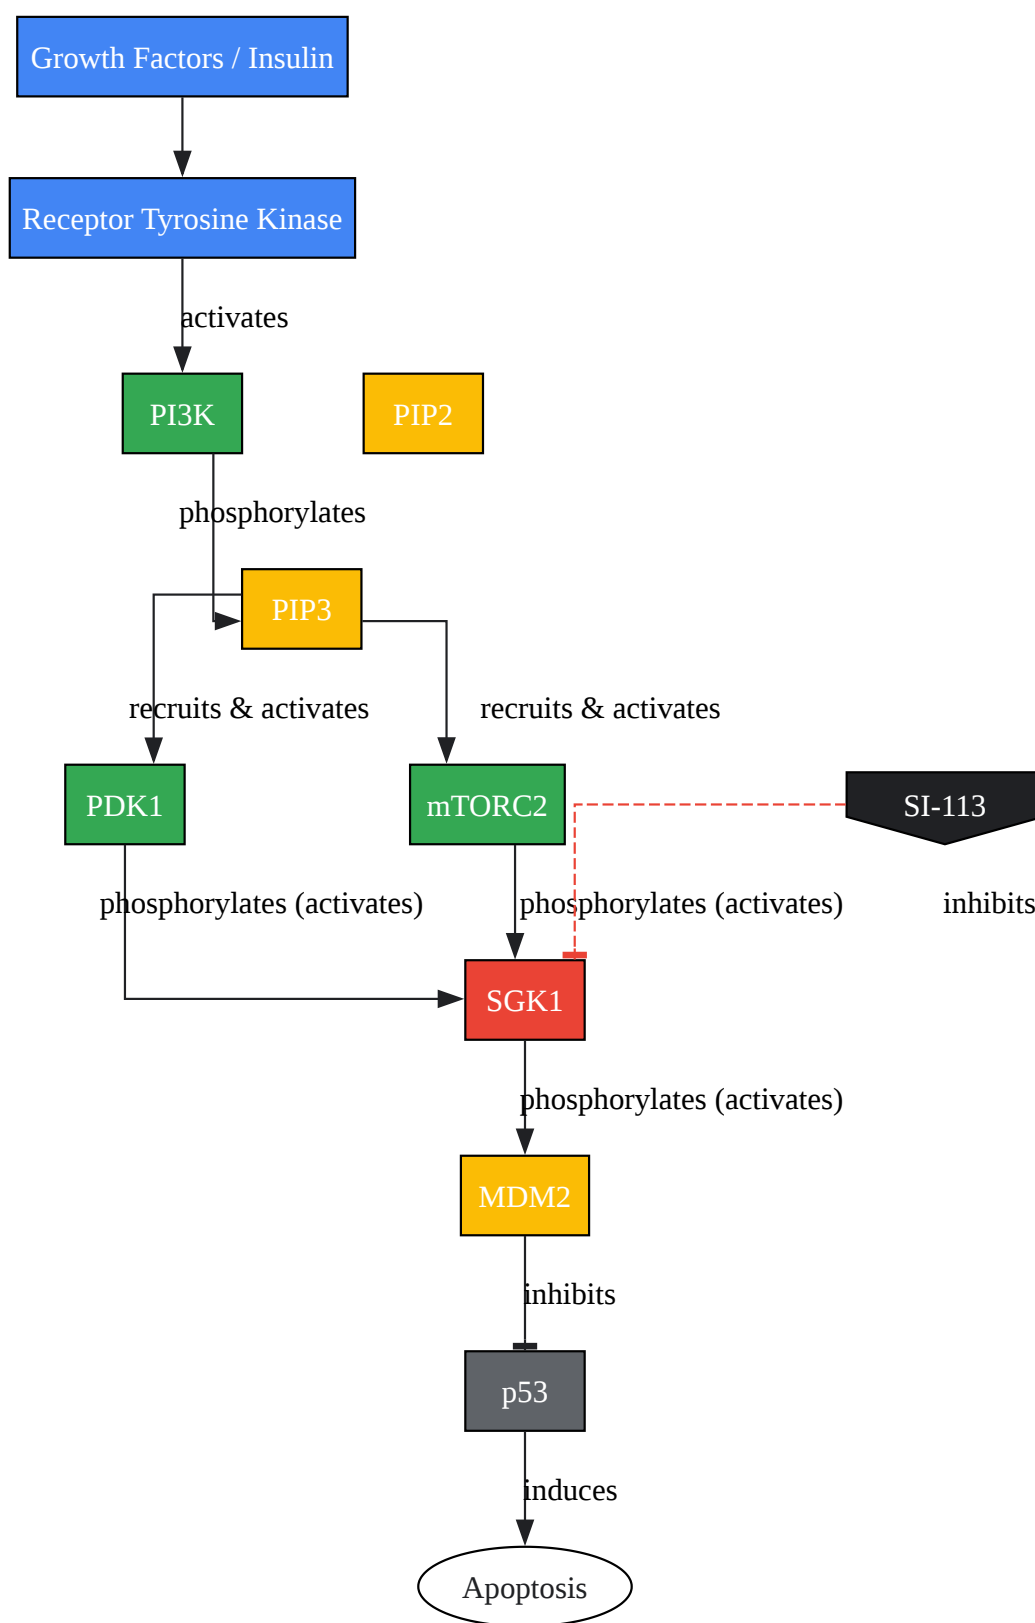 Growth Factors / Insulin
Receptor Tyrosine Kinase
activates
PI3K
PIP2
phosphorylates
PIP3
recruits & activates
recruits & activates
PDK1
mTORC2
SI-113
phosphorylates (activates)
phosphorylates (activates)
inhibits
SGK1
phosphorylates (activates)
MDM2
inhibits
p53
induces
Apoptosis